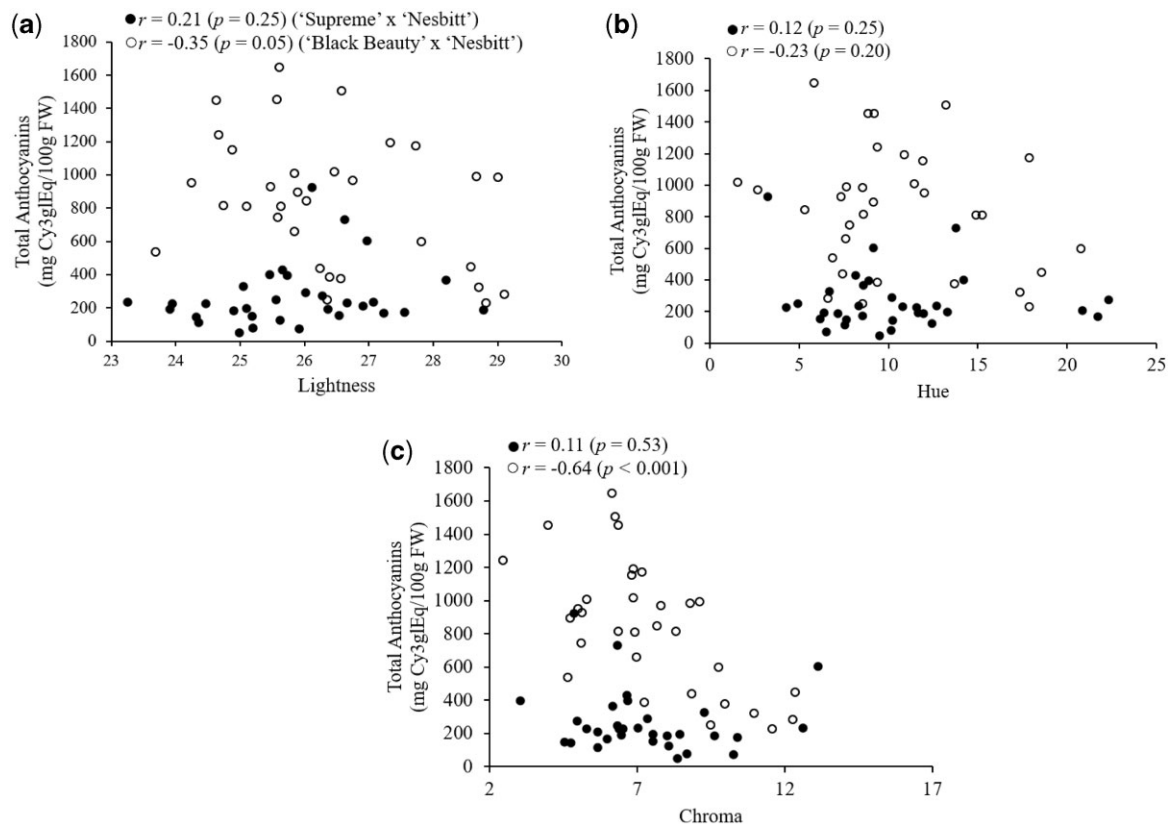 (a)
r = 0.21 (p = 0.25) (‘Supreme’ x ‘Nesbitt’)
r = -0.35 (p = 0.05) (‘Black Beauty’ x ‘Nesbitt’)
1800
1600
1400
1200
1000
800
600
400
200
0
Total Anthocyanins
(mg Cy3glEq/100g FW)
23 24 25 26 27 28 29 30
Lightness
(b)
r = 0.12 (p = 0.25)
r = -0.23 (p = 0.20)
1800
1600
1400
1200
1000
800
600
400
200
0
Total Anthocyanins
(mg Cy3glEq/100g FW)
0 5 10 15 20 25
Hue
(c)
r = 0.11 (p = 0.53)
r = -0.64 (p < 0.001)
1800
1600
1400
1200
1000
800
600
400
200
0
Total Anthocyanins
(mg Cy3glEq/100g FW)
2 7 12 17
Chroma